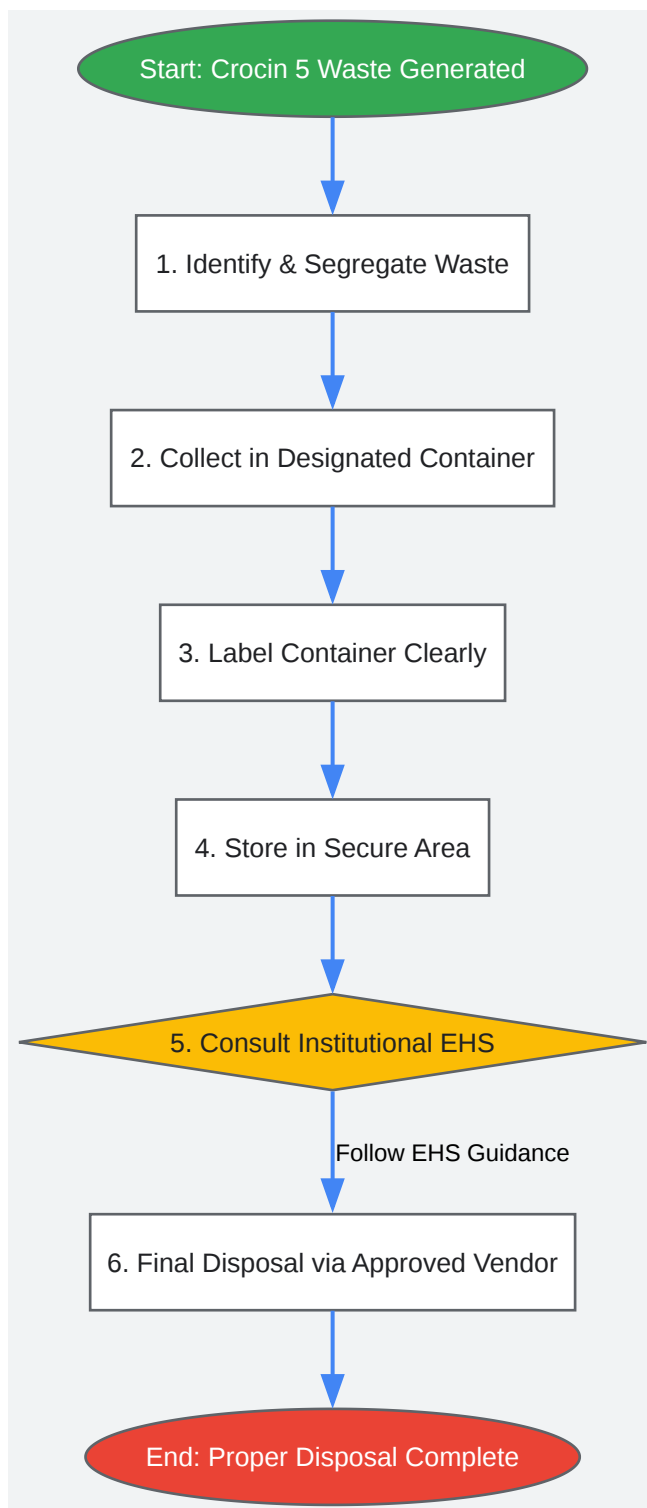 Start: Crocin 5 Waste Generated
1. Identify & Segregate Waste
2. Collect in Designated Container
3. Label Container Clearly
4. Store in Secure Area
5. Consult Institutional EHS
Follow EHS Guidance
6. Final Disposal via Approved Vendor
End: Proper Disposal Complete